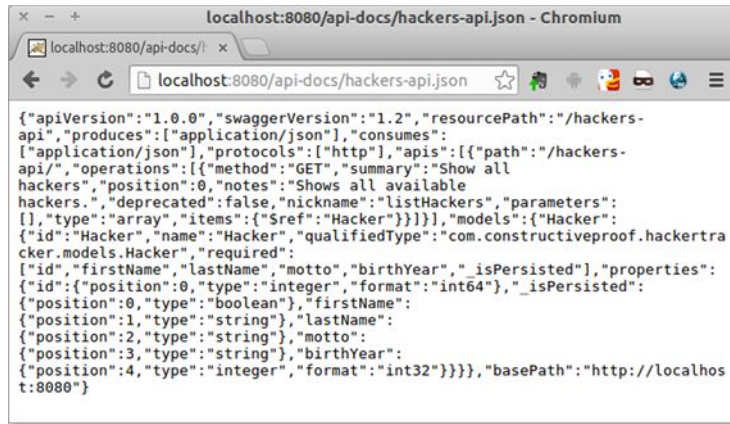 localhost:8080/api-docs/hackers-api.json - Chromium
localhost:8080/api-docs/h
localhost:8080/api-docs/hackers-api.json
{"apiVersion":"1.0.0","swaggerVersion":"1.2","resourcePath":"/hackers-
api","produces":["application/json"],"consumes":
["application/json"],"protocols":["http"],"apis":[{"path":"/hackers-
api/","operations":[{"method":"GET","summary":"Show all
hackers","position":0,"notes":"Shows all available
hackers.","deprecated":false,"nickname":"listHackers","parameters":
[],"type":"array","items":{"$ref":"Hacker"}}]}],"models":{"Hacker":
{"id":"Hacker","name":"Hacker","qualifiedType":"com.constructiveproof.hackertra
cker.models.Hacker","required":
["id","firstName","lastName","motto","birthYear","_isPersisted"],"properties":
{"id":{"position":0,"type":"integer","format":"int64"},"_isPersisted":
{"position":0,"type":"boolean"},"firstName":
{"position":1,"type":"string"},"lastName":
{"position":2,"type":"string"},"motto":
{"position":3,"type":"string"},"birthYear":
{"position":4,"type":"integer","format":"int32"}}}},"basePath":"http://localhos
t:8080"}